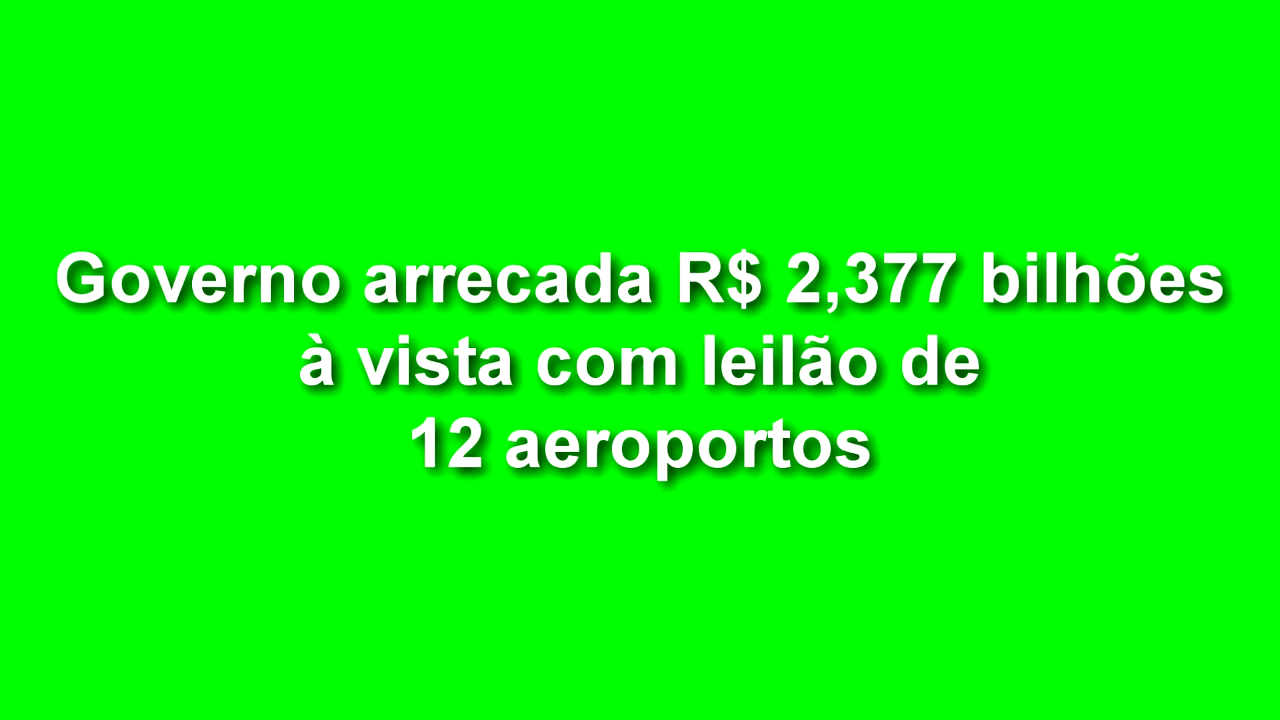 Governo arrecada R$ 2,377 bilhões
à vista com leilão de
12 aeroportos